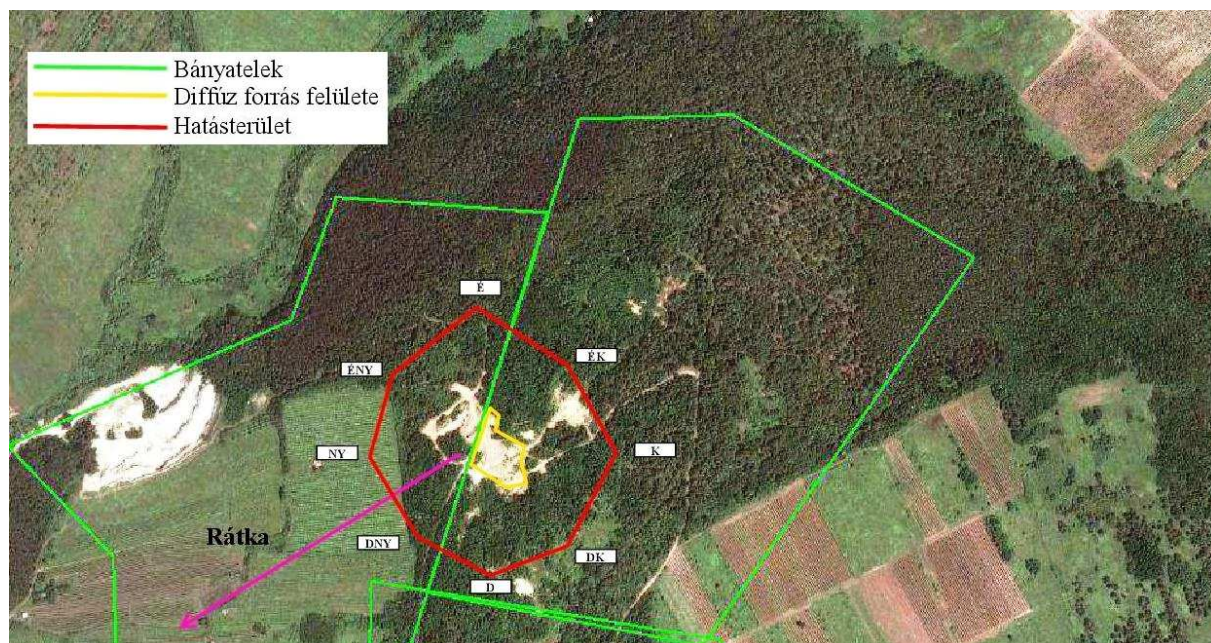 Bányatelek
Diffúz forrás felülete
Hatásterület
É
ÉK
ÉNY
NY
K
Rátka
DNY
DK
D